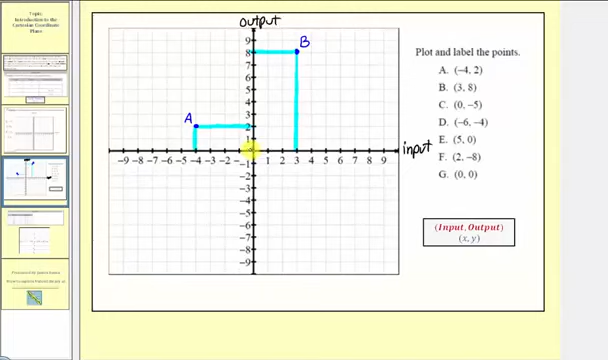 Topic:
Introduction to the
Cartesian Coordinate
Plane
output
B
A
input
9
8
7
6
5
4
3
2
1
−9 −8 −7 −6 −5 −4 −3 −2 −1 0 1 2 3 4 5 6 7 8 9
−1
−2
−3
−4
−5
−6
−7
−8
−9
Plot and label the points.
A. (−4, 2)
B. (3, 8)
C. (0, −5)
D. (−6, −4)
E. (5, 0)
F. (2, −8)
G. (0, 0)
(Input, Output)
(x, y)